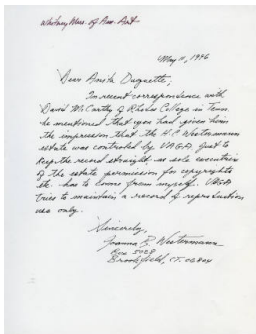 Whitney Mus. of Am. Art
May 11, 1996
Dear Anita Duquette,
In recent correspondence with
David McCarthy of Rhodes College in Tenn.
he mentioned that you had given him
the impression that the H.C. Westermann
estate was controled by VAGA. Just to
keep the record straight, as sole executrix
of the estate permission for copyrights
etc. has to come from myself. VAGA
tries to maintain a record of reproduction
use only.
Sincerely,
Joanna B. Westermann
Box 5028
Brookfield, CT. 06804